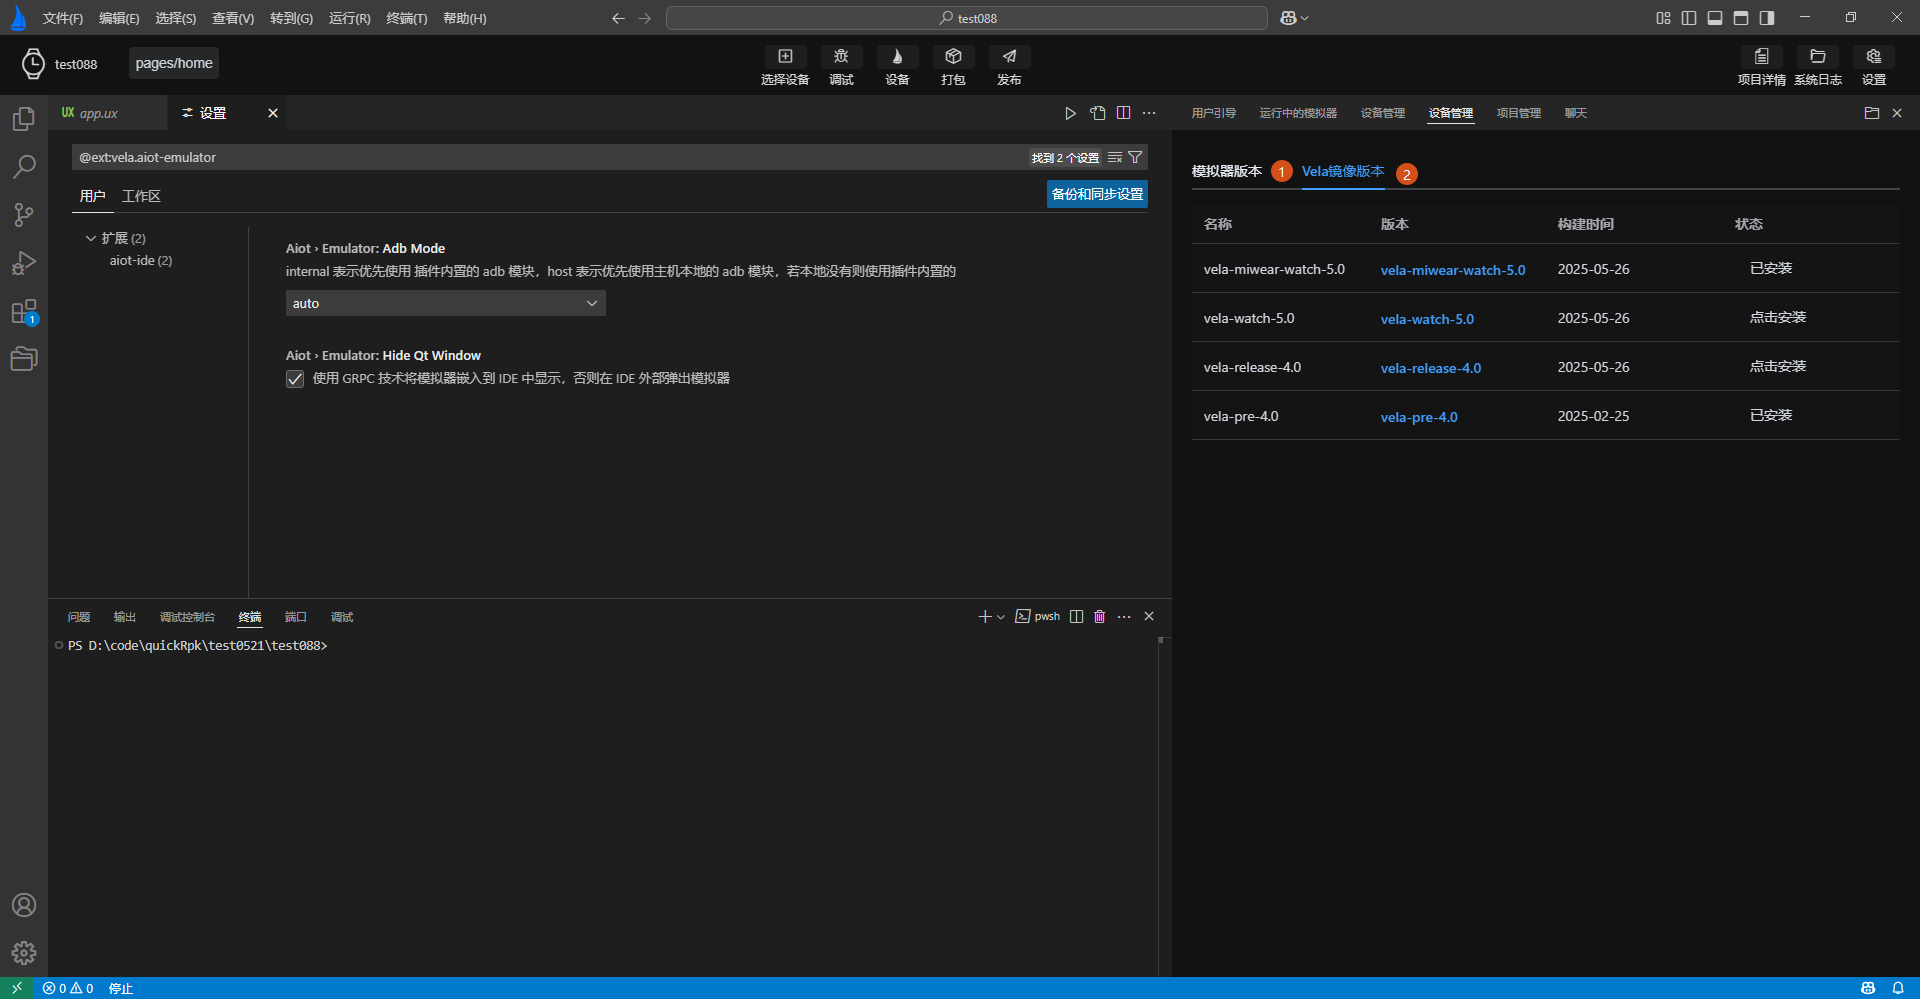 文件(F) 编辑(E) 选择(S) 查看(V) 转到(G) 运行(R) 终端(T) 帮助(H) test088
test088 pages/home 选择设备 调试 设备 打包 发布 项目详情 系统日志 设置
UX app.ux 设置
用户引导 运行中的模拟器 设备管理 设备管理 项目管理 聊天
@ext:vela.aiot-emulator 找到 2 个设置
用户 工作区 备份和同步设置
扩展 (2)
aiot-ide (2)
Aiot › Emulator: Adb Mode
internal 表示优先使用 插件内置的 adb 模块，host 表示优先使用主机本地的 adb 模块，若本地没有则使用插件内置的
auto
Aiot › Emulator: Hide Qt Window
使用 GRPC 技术将模拟器嵌入到 IDE 中显示，否则在 IDE 外部弹出模拟器
1
模拟器版本 1 Vela镜像版本 2
名称 版本 构建时间 状态
vela-miwear-watch-5.0 vela-miwear-watch-5.0 2025-05-26 已安装
vela-watch-5.0 vela-watch-5.0 2025-05-26 点击安装
vela-release-4.0 vela-release-4.0 2025-05-26 点击安装
vela-pre-4.0 vela-pre-4.0 2025-02-25 已安装
问题 输出 调试控制台 终端 端口 调试 pwsh
PS D:\code\quickRpk\test0521\test088>
0 0 停止